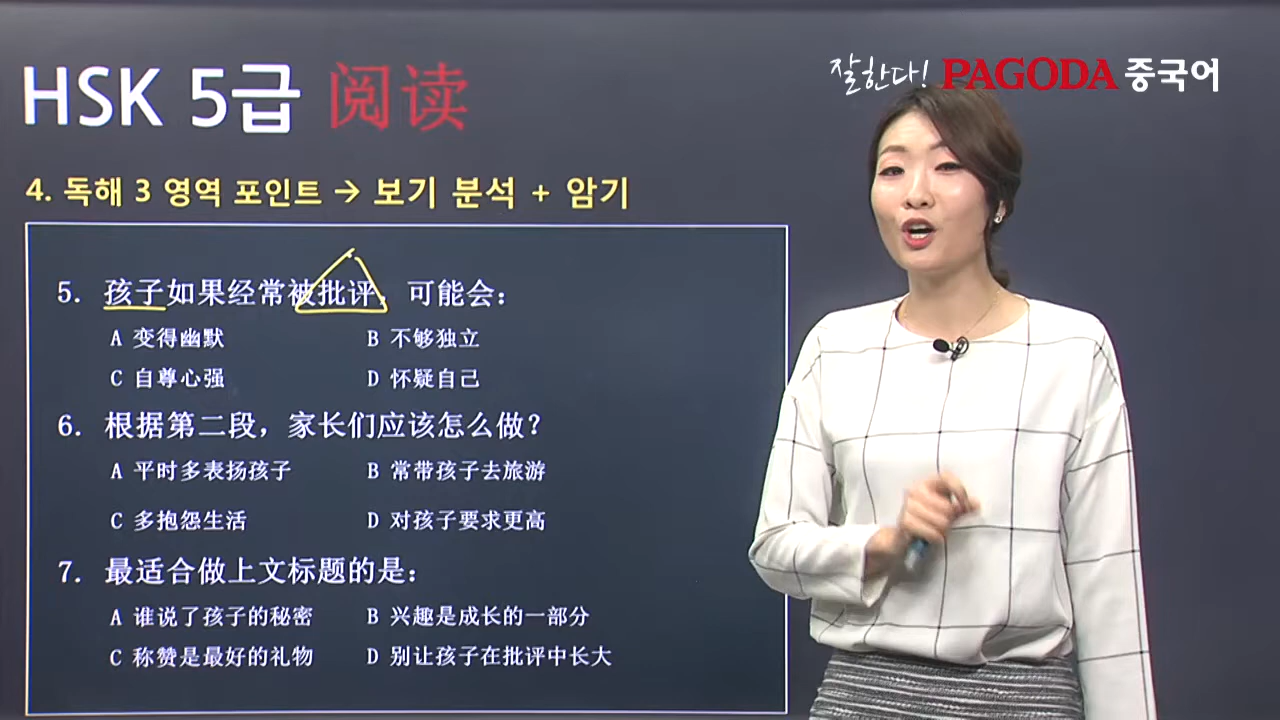 잘한다! PAGODA 중국어
HSK 5급 阅读
4. 독해 3 영역 포인트 → 보기 분석 + 암기
5. 孩子如果经常被批评, 可能会:
A 变得幽默 B 不够独立
C 自尊心强 D 怀疑自己
6. 根据第二段, 家长们应该怎么做?
A 平时多表扬孩子 B 常带孩子去旅游
C 多抱怨生活 D 对孩子要求更高
7. 最适合做上文标题的是:
A 谁说了孩子的秘密 B 兴趣是成长的一部分
C 称赞是最好的礼物 D 别让孩子在批评中长大